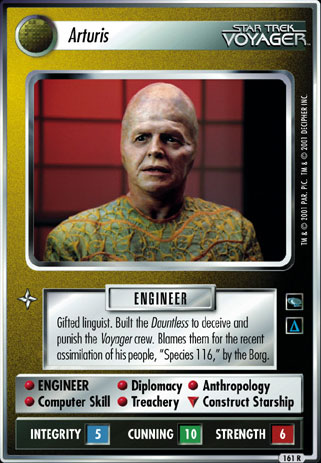 Arturis
STAR TREK
VOYAGER™
TM & © 2001 PAR. PIC. TM & © 2001 DECIPHER INC.
ENGINEER
Gifted linguist. Built the Dauntless to deceive and
punish the Voyager crew. Blames them for the recent
assimilation of his people, "Species 116," by the Borg.
ENGINEER Diplomacy Anthropology
Computer Skill Treachery Construct Starship
INTEGRITY 5 CUNNING 10 STRENGTH 6
161 R